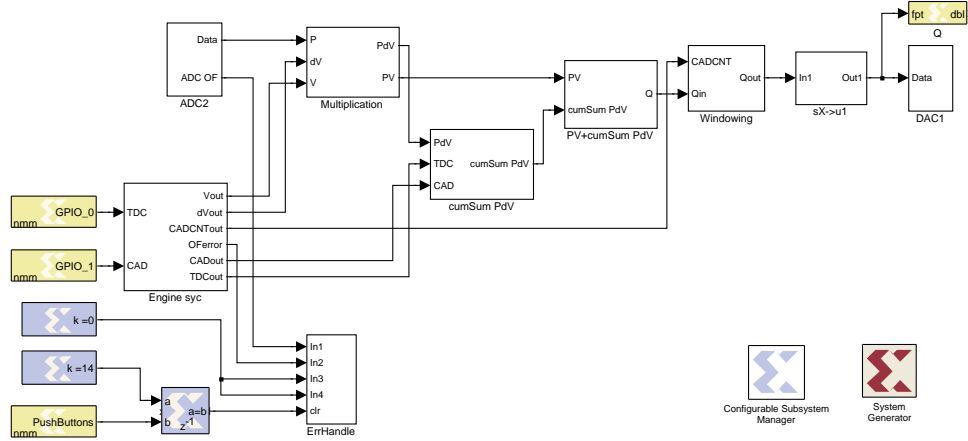 Data
ADC OF
ADC2
P
dV
V
PdV
PV
Multiplication
PdV
TDC
CAD
cumSum PdV
cumSum PdV
PV
cumSum PdV
Q
PV+cumSum PdV
CADCNT
Qin
Qout
Windowing
In1
Out1
sX->u1
fpt
dbl
Q
Data
DAC1
GPIO_0
nmm
GPIO_1
nmm
TDC
CAD
Vout
dVout
CADCNTout
OFerror
CADout
TDCout
Engine syc
k =0
k =14
PushButtons
nmm
a
b
a=b
z-1
In1
In2
In3
In4
clr
ErrHandle
Configurable Subsystem
Manager
System
Generator